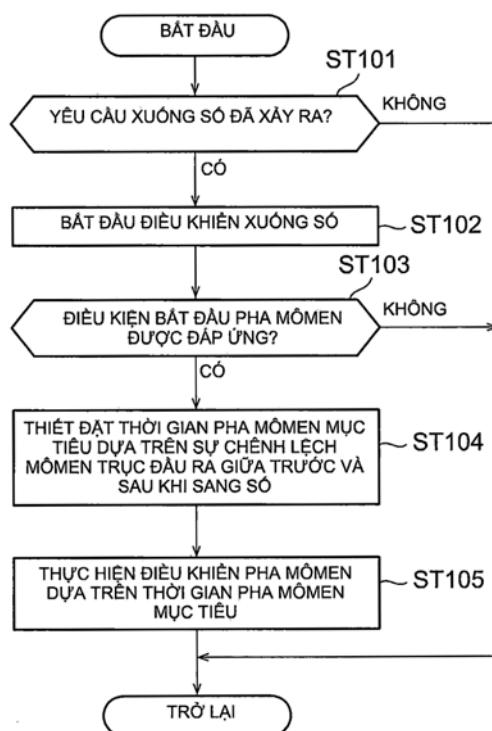 BẮT ĐẦU
ST101
YÊU CẦU XUỐNG SỐ ĐÃ XẢY RA?
KHÔNG
CÓ
BẮT ĐẦU ĐIỀU KHIỂN XUỐNG SỐ
ST102
ST103
ĐIỀU KIỆN BẮT ĐẦU PHA MÔMEN
ĐƯỢC ĐÁP ỨNG?
KHÔNG
CÓ
THIẾT ĐẶT THỜI GIAN PHA MÔMEN MỤC
TIÊU DỰA TRÊN SỰ CHÊNH LỆCH
MÔMEN TRỤC ĐẦU RA GIỮA TRƯỚC VÀ
SAU KHI SANG SỐ
ST104
THỰC HIỆN ĐIỀU KHIỂN PHA MÔMEN
DỰA TRÊN THỜI GIAN PHA MÔMEN
MỤC TIÊU
ST105
TRỞ LẠI